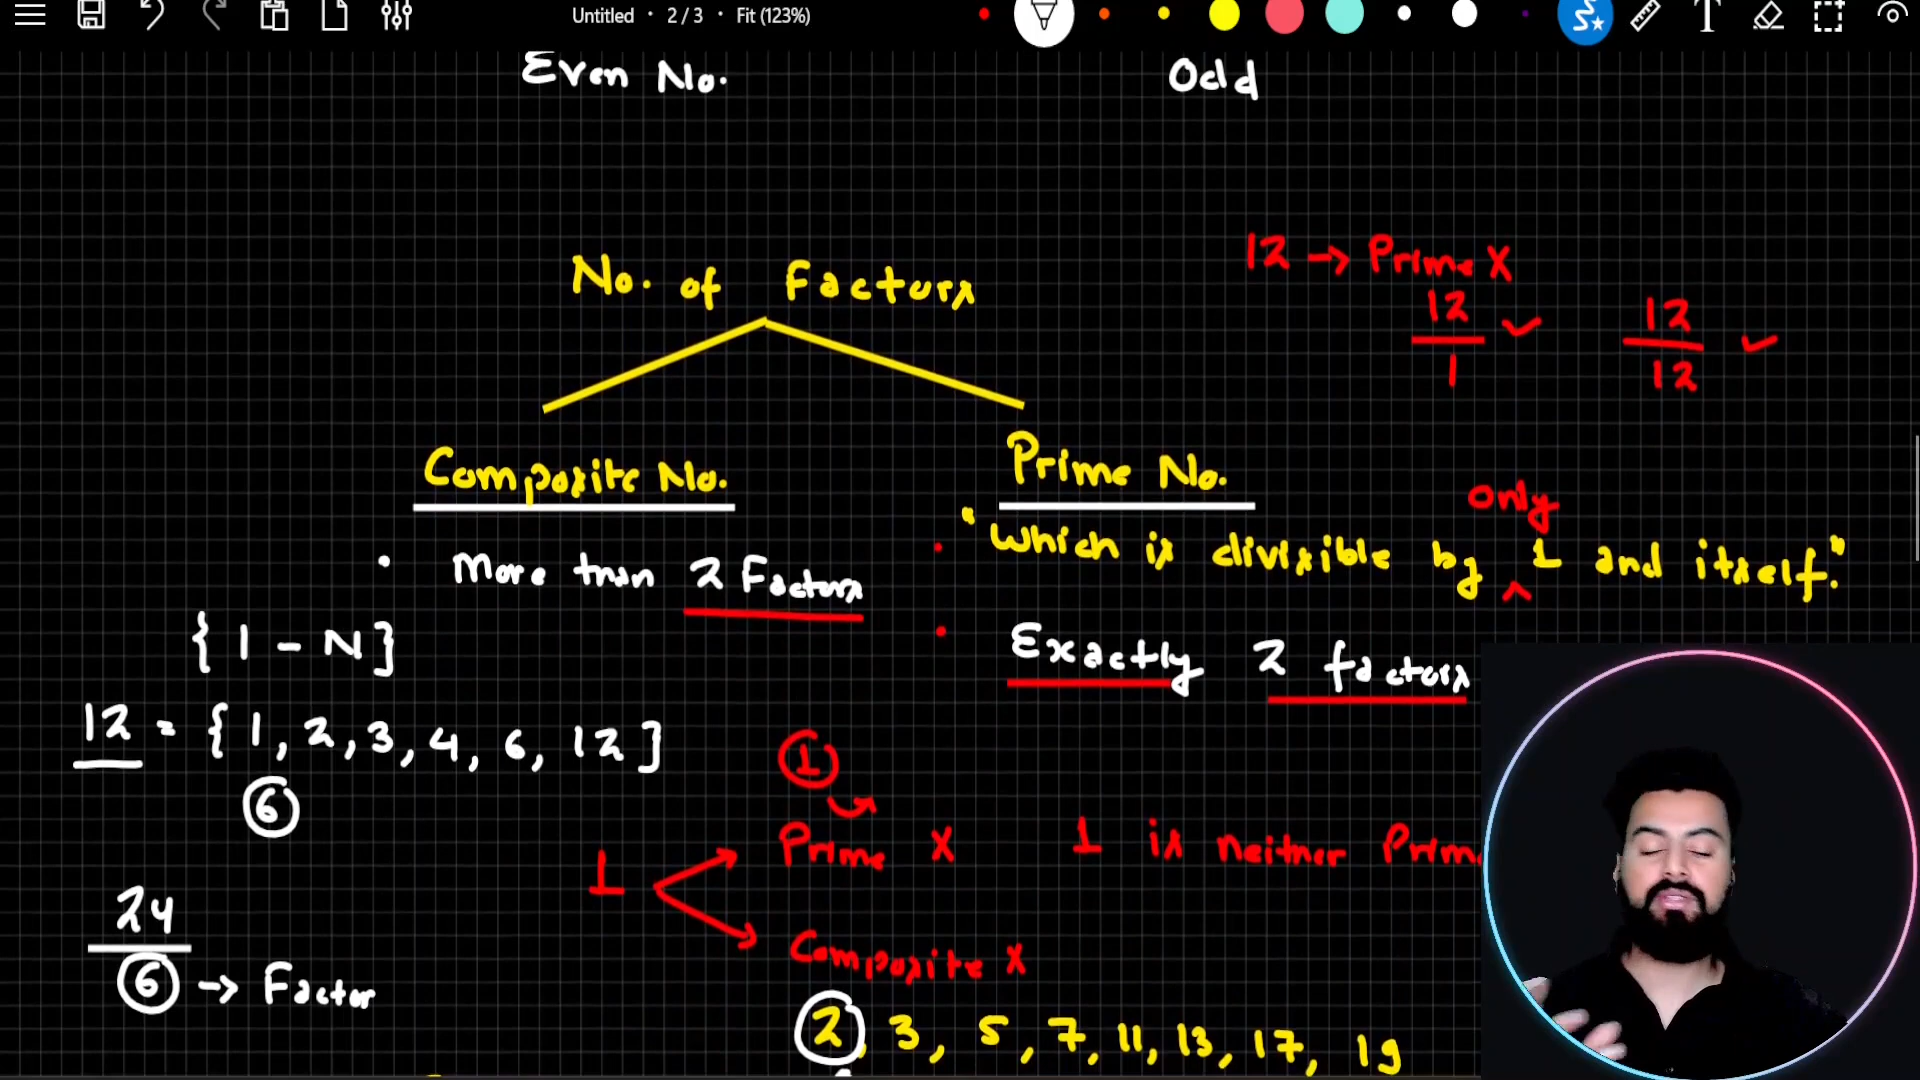 Untitled • 2 / 3 • Fit (123%)
Even No.
Odd
No. of Factors
12 → Prime X
12
1
12
12
Composite No.
Prime No.
• More than 2 Factors
only
• "Which is divisible by ^ 1 and itself."
• Exactly 2 factors
{ 1 - N }
12 = { 1, 2, 3, 4, 6, 12 }
6
1
1
Prime X
1 is neither Prim
Composite X
24
6 → Factor
2, 3, 5, 7, 11, 13, 17, 19